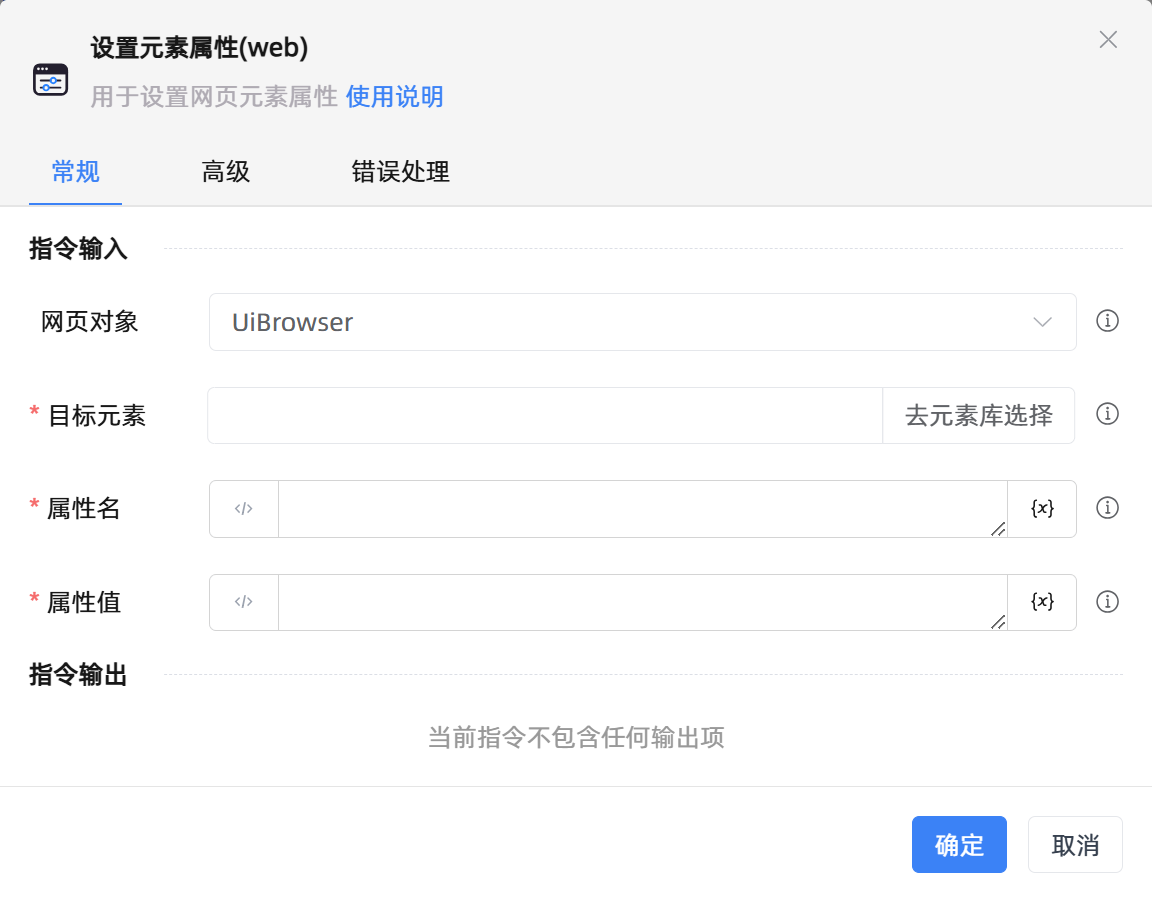 设置元素属性(web)
用于设置网页元素属性 使用说明
常规 高级 错误处理
指令输入
网页对象 UiBrowser
* 目标元素 去元素库选择
* 属性名 </> {x}
* 属性值 </> {x}
指令输出
当前指令不包含任何输出项
确定 取消